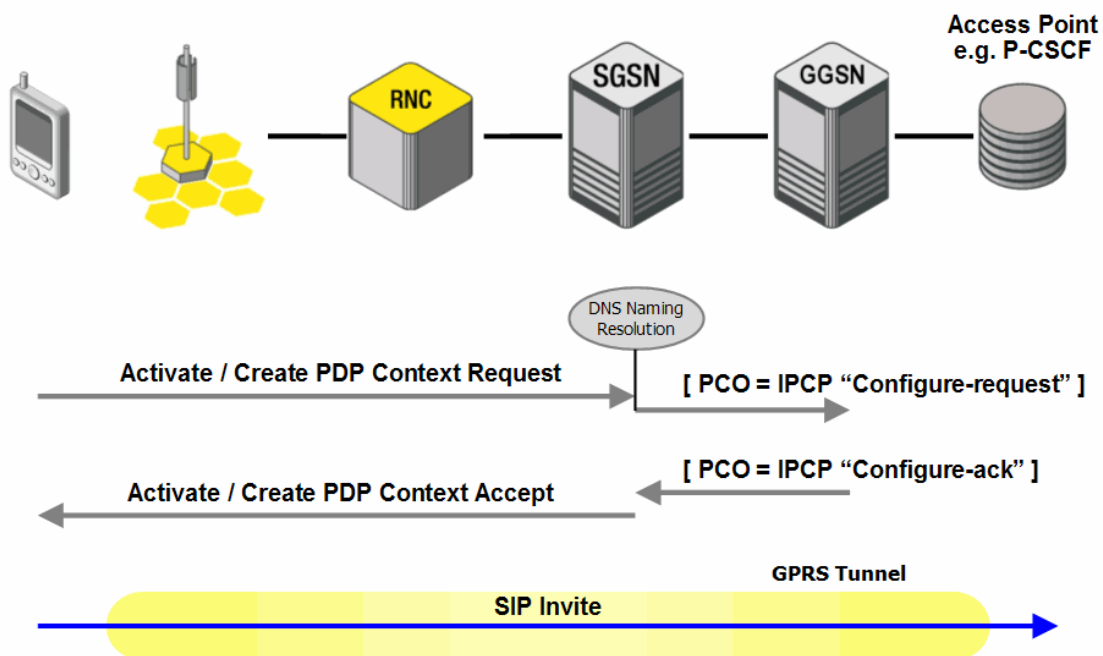 Access Point
e.g. P-CSCF
RNC
SGSN
GGSN
DNS Naming
Resolution
Activate / Create PDP Context Request
[ PCO = IPCP “Configure-request” ]
[ PCO = IPCP “Configure-ack” ]
Activate / Create PDP Context Accept
GPRS Tunnel
SIP Invite